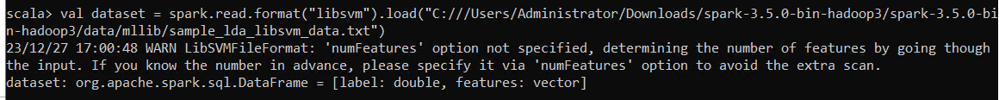 scala> val dataset = spark.read.format("libsvm").load("C:///Users/Administrator/Downloads/spark-3.5.0-bin-hadoop3/spark-3.5.0-bi
n-hadoop3/data/mllib/sample_lda_libsvm_data.txt")
23/12/27 17:00:48 WARN LibSVMFileFormat: 'numFeatures' option not specified, determining the number of features by going though
the input. If you know the number in advance, please specify it via 'numFeatures' option to avoid the extra scan.
dataset: org.apache.spark.sql.DataFrame = [label: double, features: vector]